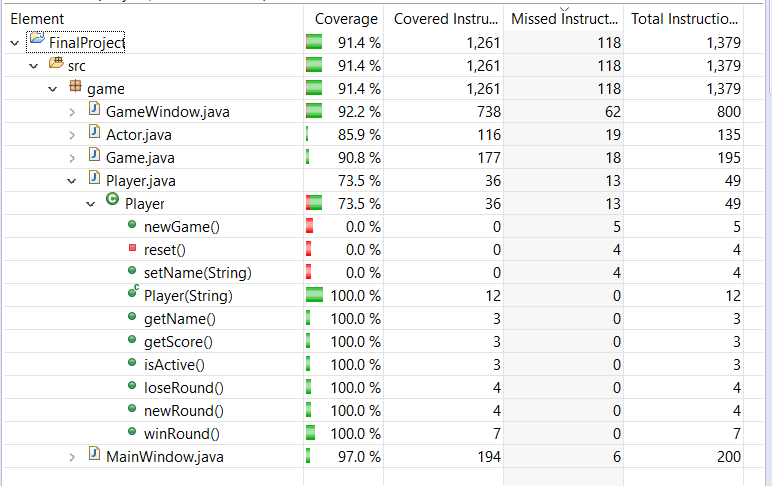 Element Coverage Covered Instru... Missed Instruct... Total Instructio...
FinalProject 91.4 % 1,261 118 1,379
src 91.4 % 1,261 118 1,379
game 91.4 % 1,261 118 1,379
GameWindow.java 92.2 % 738 62 800
Actor.java 85.9 % 116 19 135
Game.java 90.8 % 177 18 195
Player.java 73.5 % 36 13 49
Player 73.5 % 36 13 49
newGame() 0.0 % 0 5 5
reset() 0.0 % 0 4 4
setName(String) 0.0 % 0 4 4
Player(String) 100.0 % 12 0 12
getName() 100.0 % 3 0 3
getScore() 100.0 % 3 0 3
isActive() 100.0 % 3 0 3
loseRound() 100.0 % 4 0 4
newRound() 100.0 % 4 0 4
winRound() 100.0 % 7 0 7
MainWindow.java 97.0 % 194 6 200